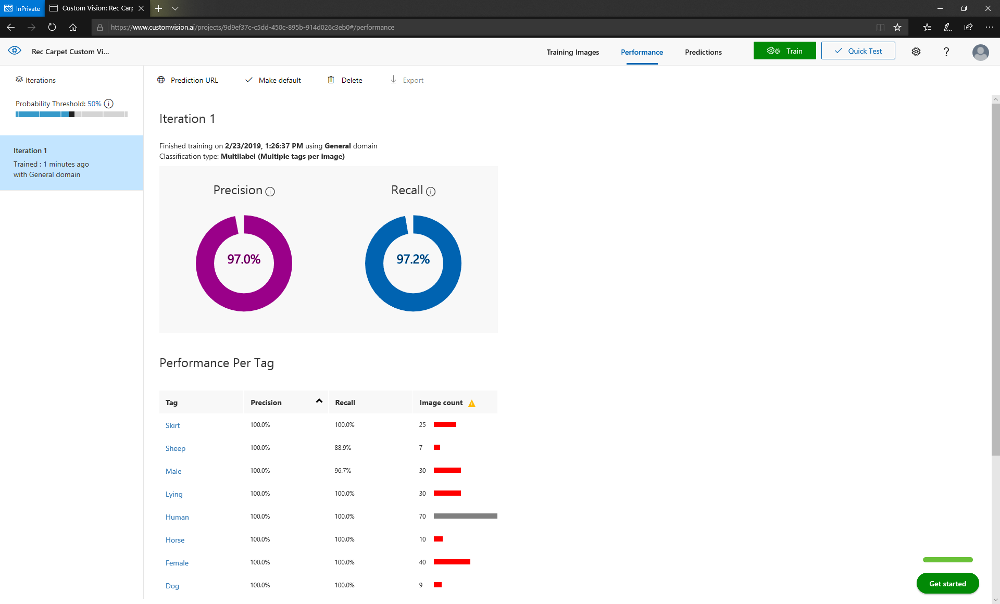 InPrivate
Custom Vision: Rec Carp
https://www.customvision.ai/projects/9d9ef37c-c5dd-450c-895b-914d026c3eb0#/performance
Rec Carpet Custom Vi...
Training Images
Performance
Predictions
Train
Quick Test
?
Iterations
Prediction URL
Make default
Delete
Export
Probability Threshold: 50%
Iteration 1
Trained : 1 minutes ago
with General domain
Iteration 1
Finished training on 2/23/2019, 1:26:37 PM using General domain
Classification type: Multilabel (Multiple tags per image)
Precision
Recall
97.0%
97.2%
Performance Per Tag
Tag Precision Recall Image count
Skirt 100.0% 100.0% 25
Sheep 100.0% 88.9% 7
Male 100.0% 96.7% 30
Lying 100.0% 100.0% 30
Human 100.0% 100.0% 70
Horse 100.0% 100.0% 10
Female 100.0% 100.0% 40
Dog 100.0% 100.0% 9
Get started